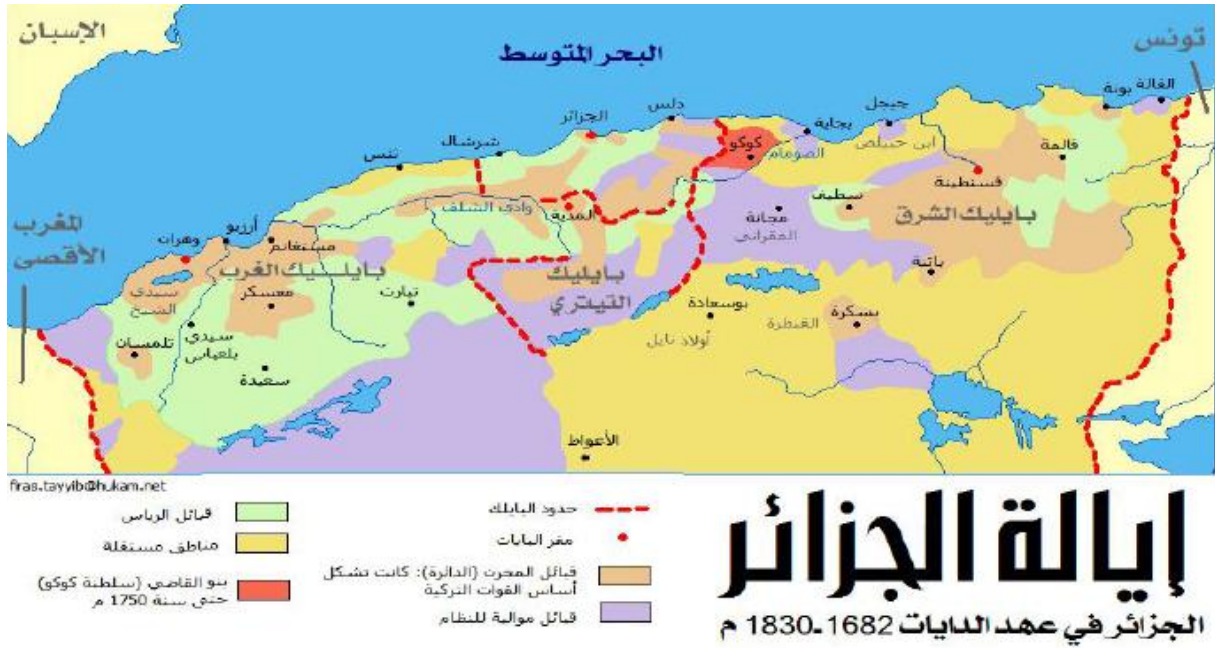 الإسبان
البحر المتوسط
تونس
القالة
بونة
جيجل
بجاية
دلس
الجزائر
شرشال
تنس
كوكو
الصومام
ابن حبيلص
قالمة
قسنطينة
المغرب
الأقصى
أرزيو
وهران
مستغانم
وادي الشلف
المدية
مجانة
المقراني
سطيف
بايليك الشرق
باتنة
سيدي
الشيخ
بايليك الغرب
معسكر
تيارت
بايليك
التيتري
بوسعادة
أولاد نايل
القنطرة
بسكرة
تلمسان
سيدي
بلعباس
سعيدة
الأغواط
firas.tayyib@hukam.net
قبائل الرياس
مناطق مستقلة
بنو القاضي (سلطنة كوكو)
حتى سنة 1750 م
حدود البايلك
مقر البايات
قبائل المخزن (الدائرة): كانت تشكل
أساس القوات التركية
قبائل موالية للنظام
إيالة الجزائر
الجزائر في عهد الدايات 1682-1830 م